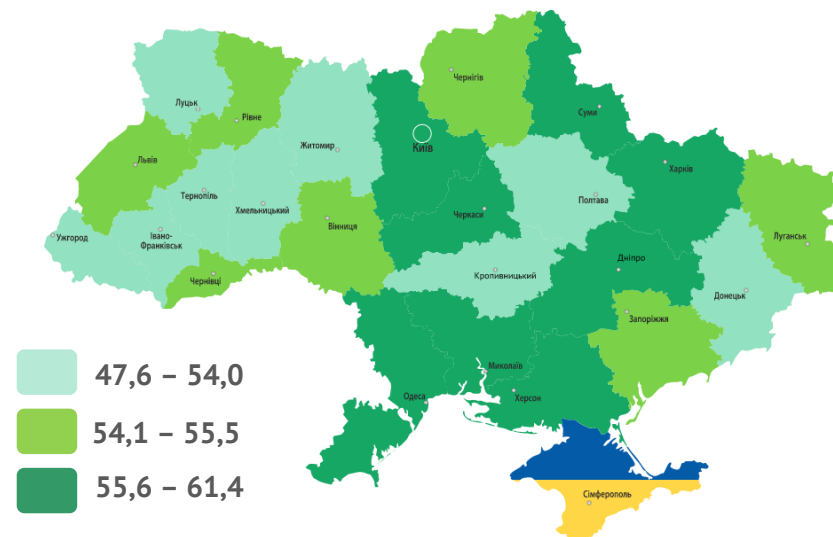 Чернігів
Луцьк
Рівне
Суми
Житомир
Київ
Львів
Харків
Тернопіль
Полтава
Хмельницький
Черкаси
Вінниця
Івано-
Франківськ
Ужгород
Луганськ
Дніпро
Чернівці
Кропивницький
Донецьк
Запоріжжя
Миколаїв
Одеса
Херсон
Сімферополь
47,6 – 54,0
54,1 – 55,5
55,6 – 61,4